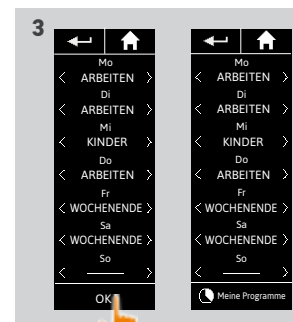 3
Mo
ARBEITEN
Di
ARBEITEN
Mi
KINDER
Do
ARBEITEN
Fr
WOCHENENDE
Sa
WOCHENENDE
So
OK
Mo
ARBEITEN
Di
ARBEITEN
Mi
KINDER
Do
ARBEITEN
Fr
WOCHENENDE
Sa
WOCHENENDE
So
Meine Programme